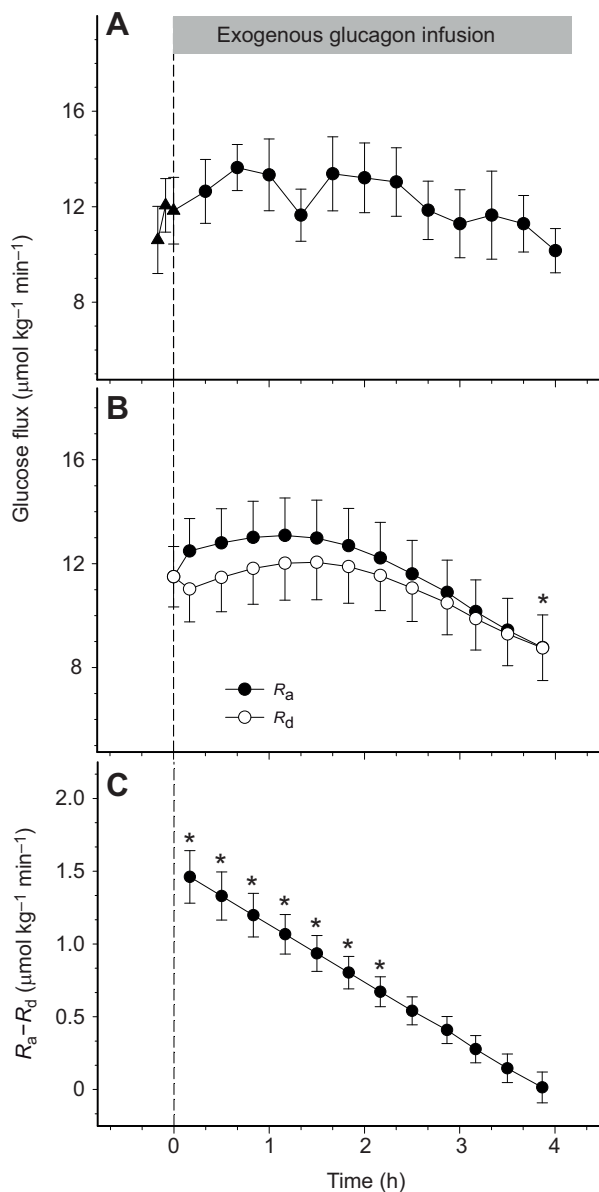 A
Exogenous glucagon infusion
16
12
8
Glucose flux (μmol kg⁻¹ min⁻¹)
B
16
12
8
*
Rₐ
R_d
C
2.0
1.5
1.0
0.5
0
Rₐ−R_d (μmol kg⁻¹ min⁻¹)
* * * * * * *
0 1 2 3 4
Time (h)